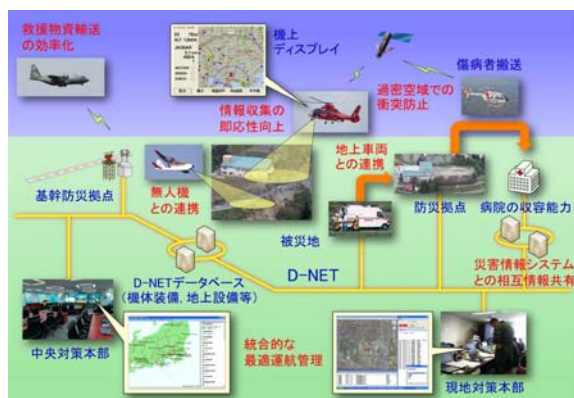 救援物資輸送
の効率化
機上
ディスプレイ
傷病者搬送
過密空域での
衝突防止
情報収集の
即応性向上
地上車両
との連携
無人機
との連携
基幹防災拠点
防災拠点
病院の収容能力
被災地
D-NETデータベース
(機体装備, 地上設備等)
D-NET
災害情報システム
との相互情報共有
中央対策本部
統合的な
最適運航管理
現地対策本部